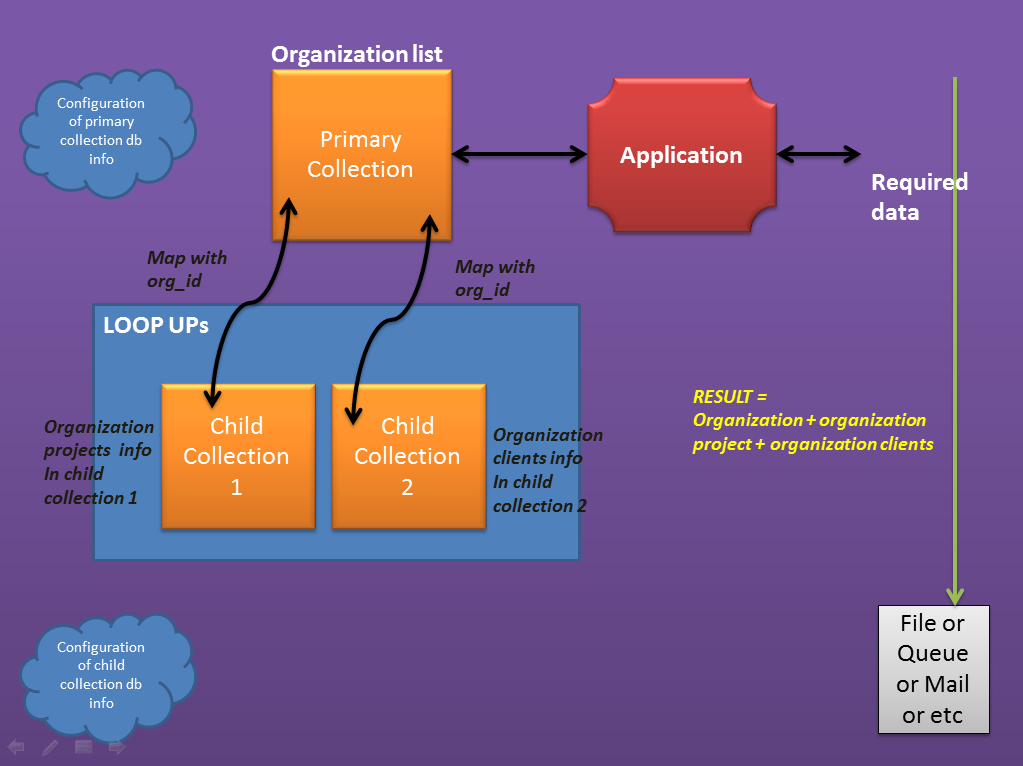 Organization list
Configuration
of primary
collection db
info
Primary
Collection
Application
Required
data
Map with
org_id
Map with
org_id
LOOP UPs
Organization
projects info
In child
collection 1
Child
Collection
1
Child
Collection
2
Organization
clients info
In child
collection 2
RESULT =
Organization + organization
project + organization clients
Configuration
of child
collection db
info
File or
Queue
or Mail
or etc